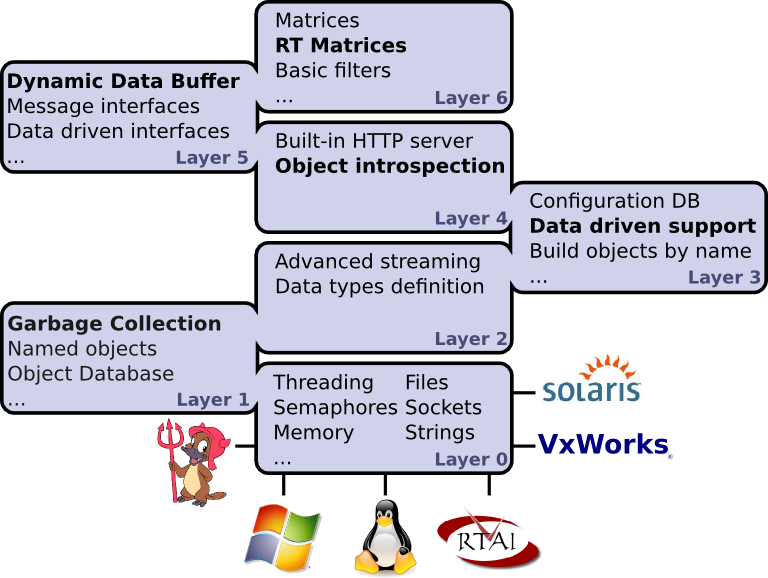 Matrices
RT Matrices
Basic filters
...
Layer 6
Dynamic Data Buffer
Message interfaces
Data driven interfaces
...
Layer 5
Built-in HTTP server
Object introspection
Layer 4
Configuration DB
Data driven support
Build objects by name
...
Layer 3
Advanced streaming
Data types definition
Layer 2
Garbage Collection
Named objects
Object Database
...
Layer 1
Threading Files
Semaphores Sockets
Memory Strings
...
Layer 0
solaris
VxWorks®
RTAI